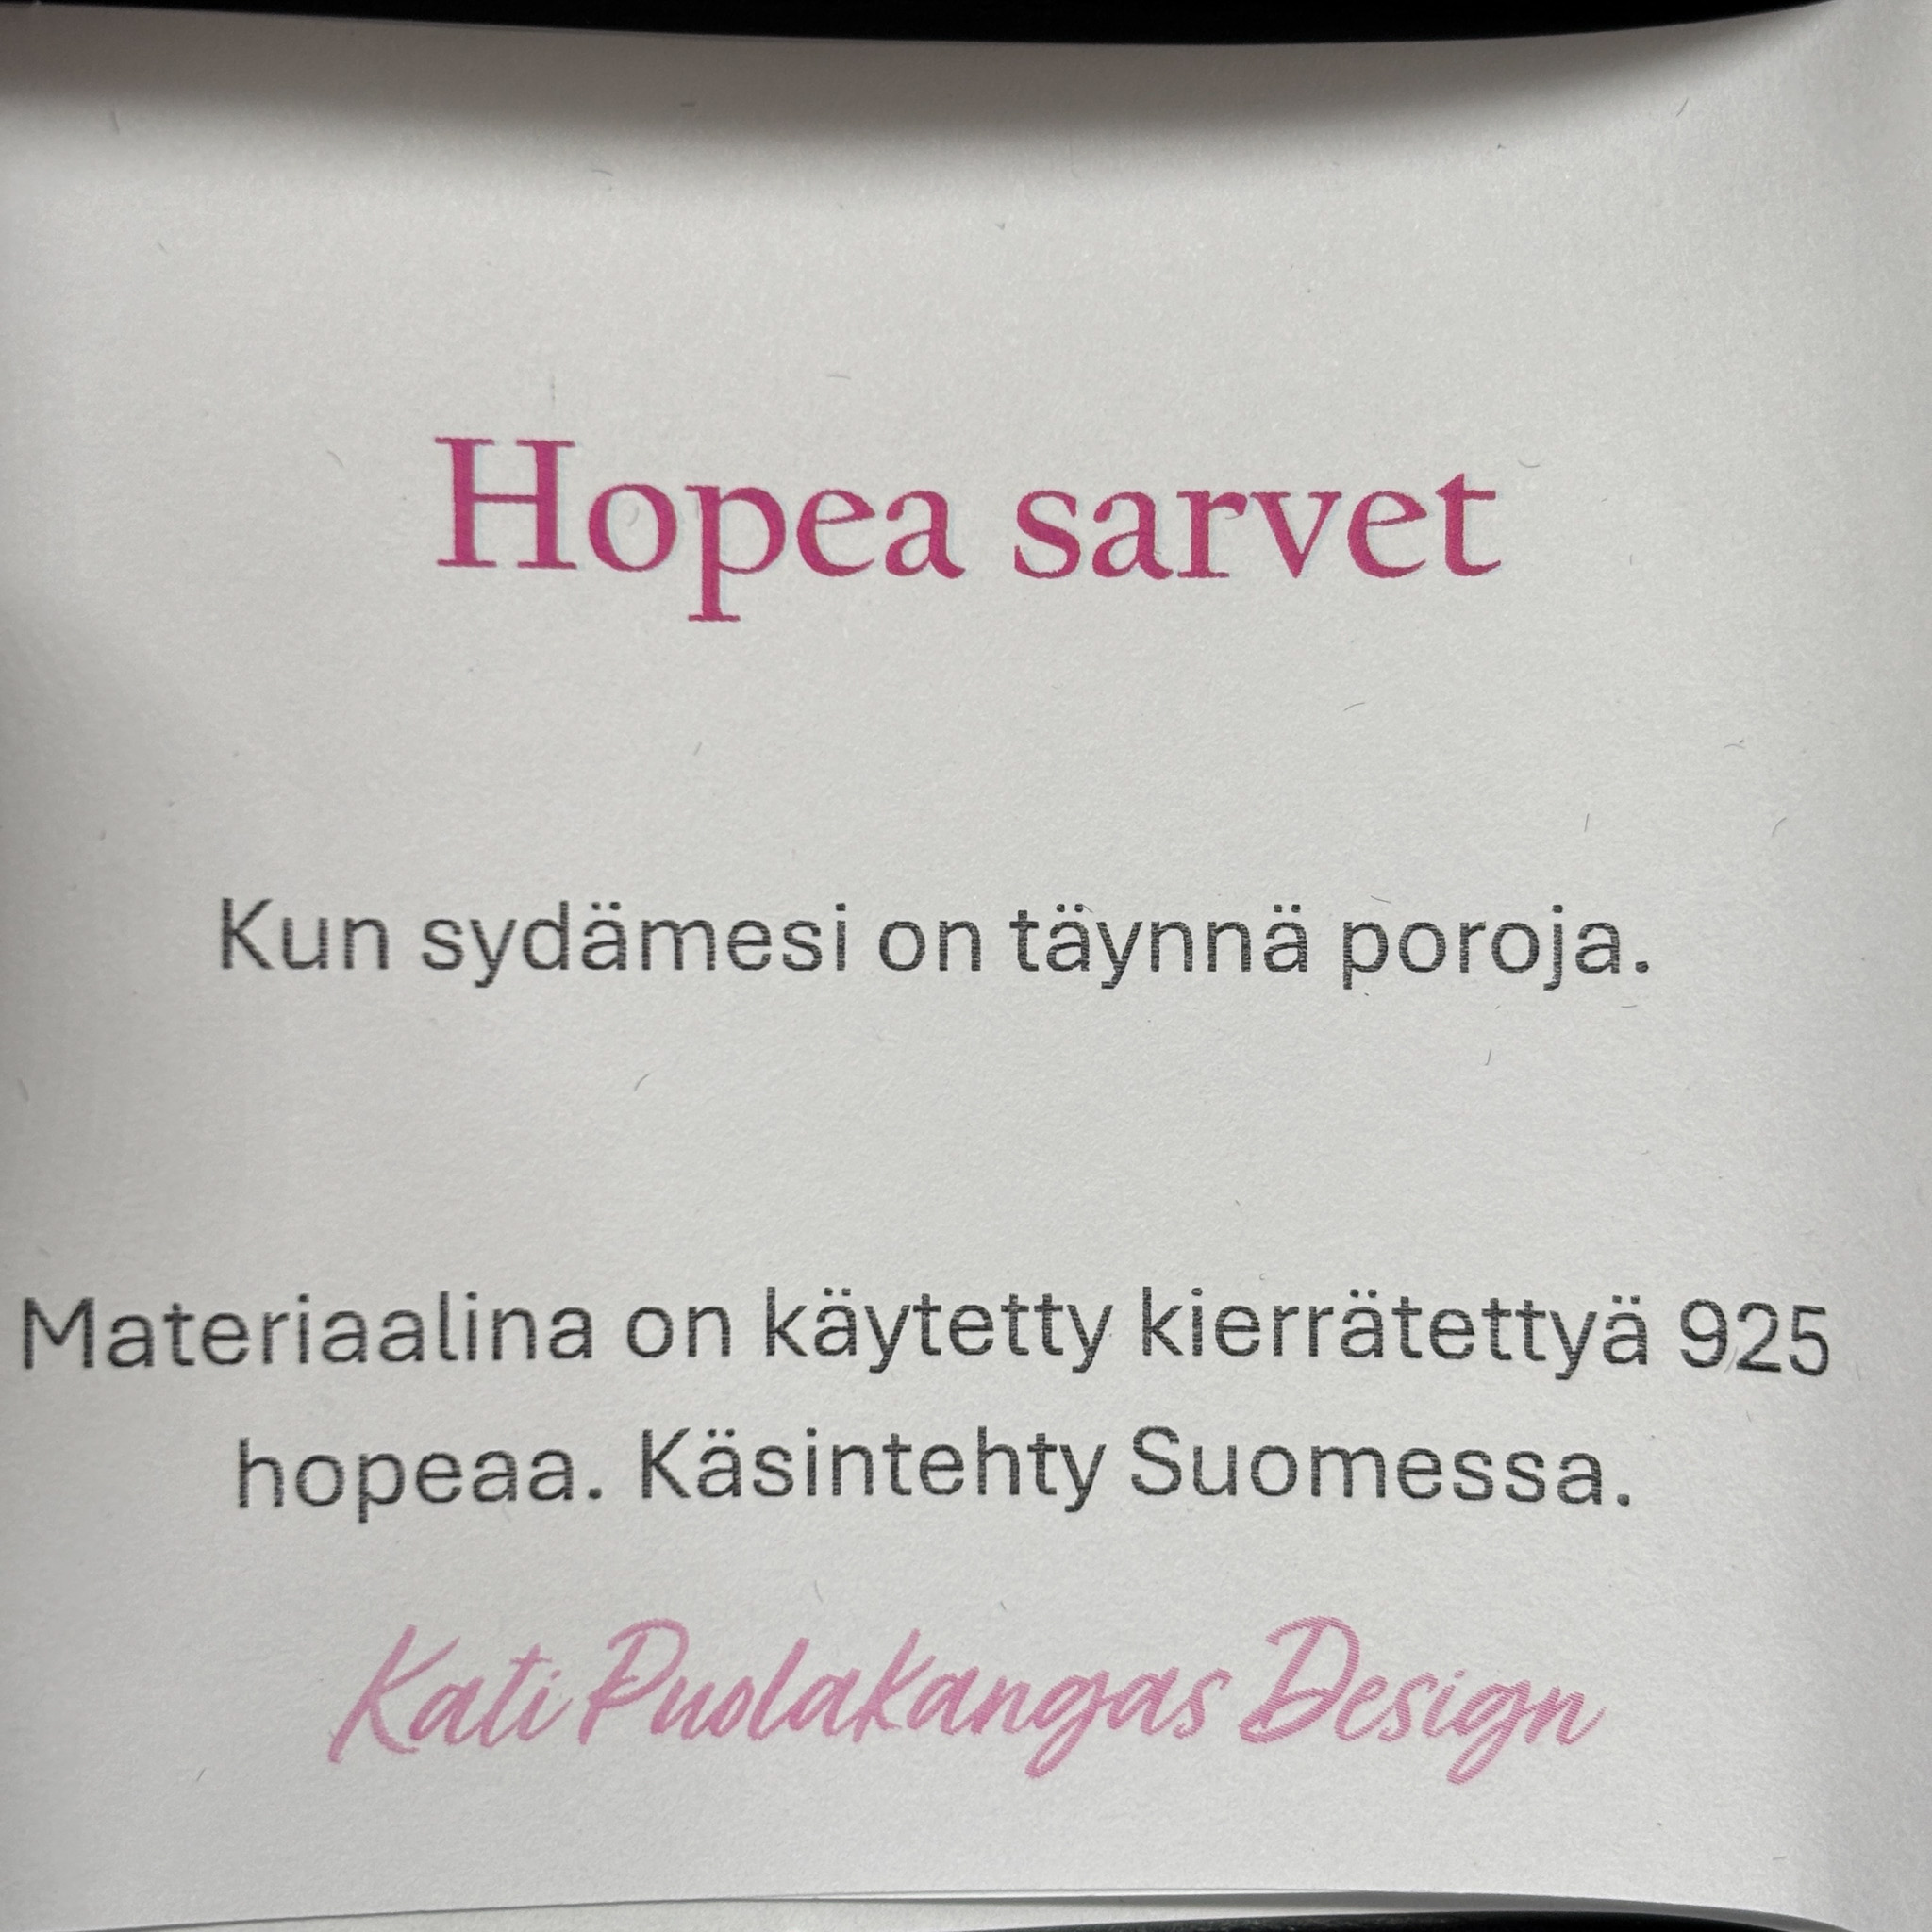 Hopea sarvet
Kun sydämesi on täynnä poroja.
Materiaalina on käytetty kierrätettyä 925
hopeaa. Käsintehty Suomessa.
Kati Puolakangas Design